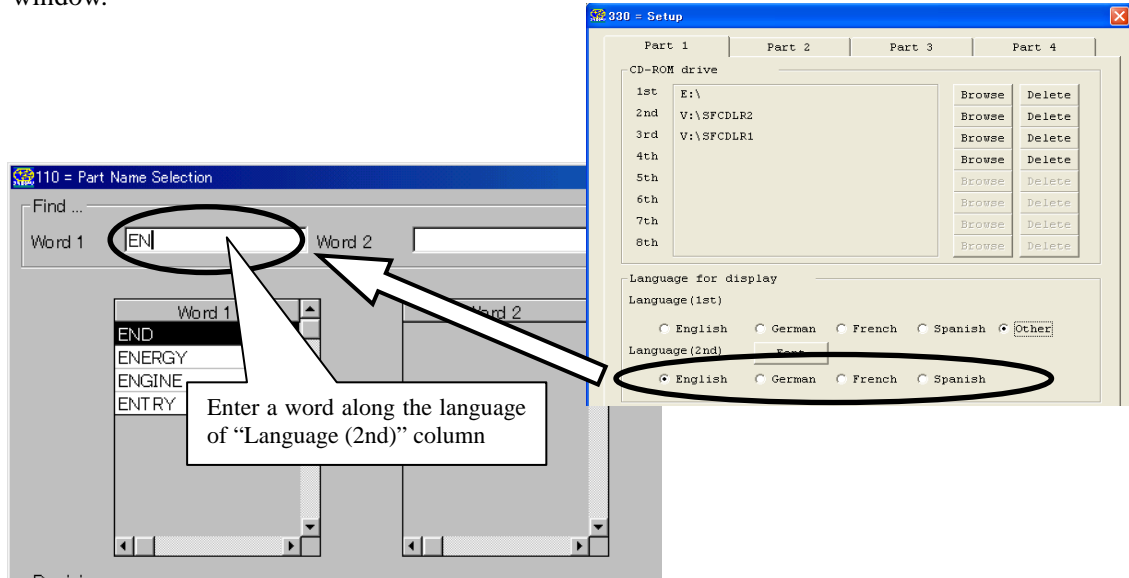 window.
330 = Setup
Part 1 Part 2 Part 3 Part 4
CD-ROM drive
1st E:\ Browse Delete
2nd V:\SFCDLR2 Browse Delete
3rd V:\SFCDLR1 Browse Delete
4th Browse Delete
5th Browse Delete
6th Browse Delete
7th Browse Delete
8th Browse Delete
Language for display
Language(1st)
English German French Spanish Other
Language(2nd)
English German French Spanish
110 = Part Name Selection
Find ...
Word 1 EN Word 2
Word 1 Word 2
END
ENERGY
ENGINE
ENTRY
Enter a word along the language
of “Language (2nd)” column